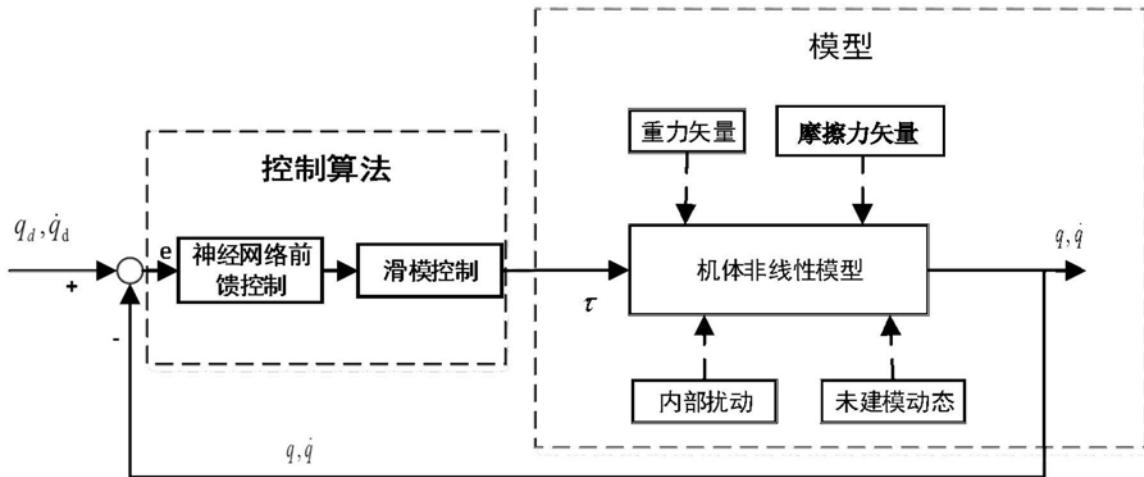 模型
重力矢量
摩擦力矢量
控制算法
q_d, q̇_d
+
-
e
神经网络前
馈控制
滑模控制
τ
机体非线性模型
q, q̇
内部扰动
未建模动态
q, q̇